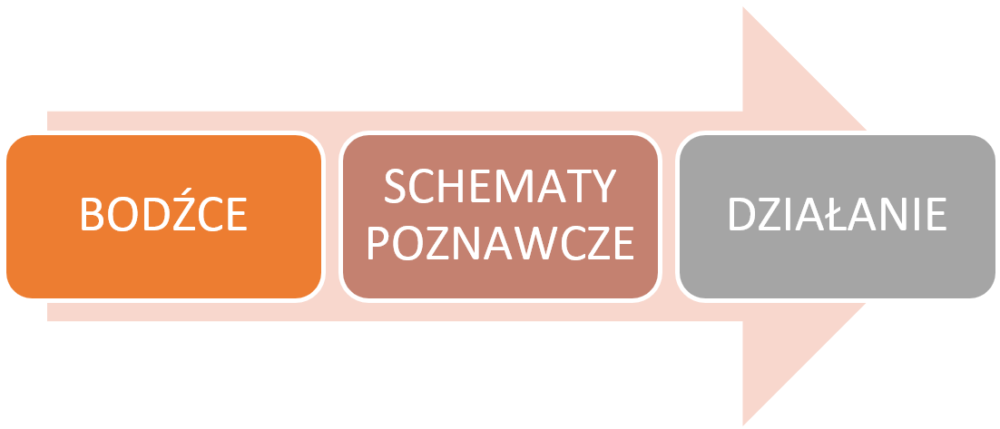 BODŹCE
SCHEMATY
POZNAWCZE
DZIAŁANIE